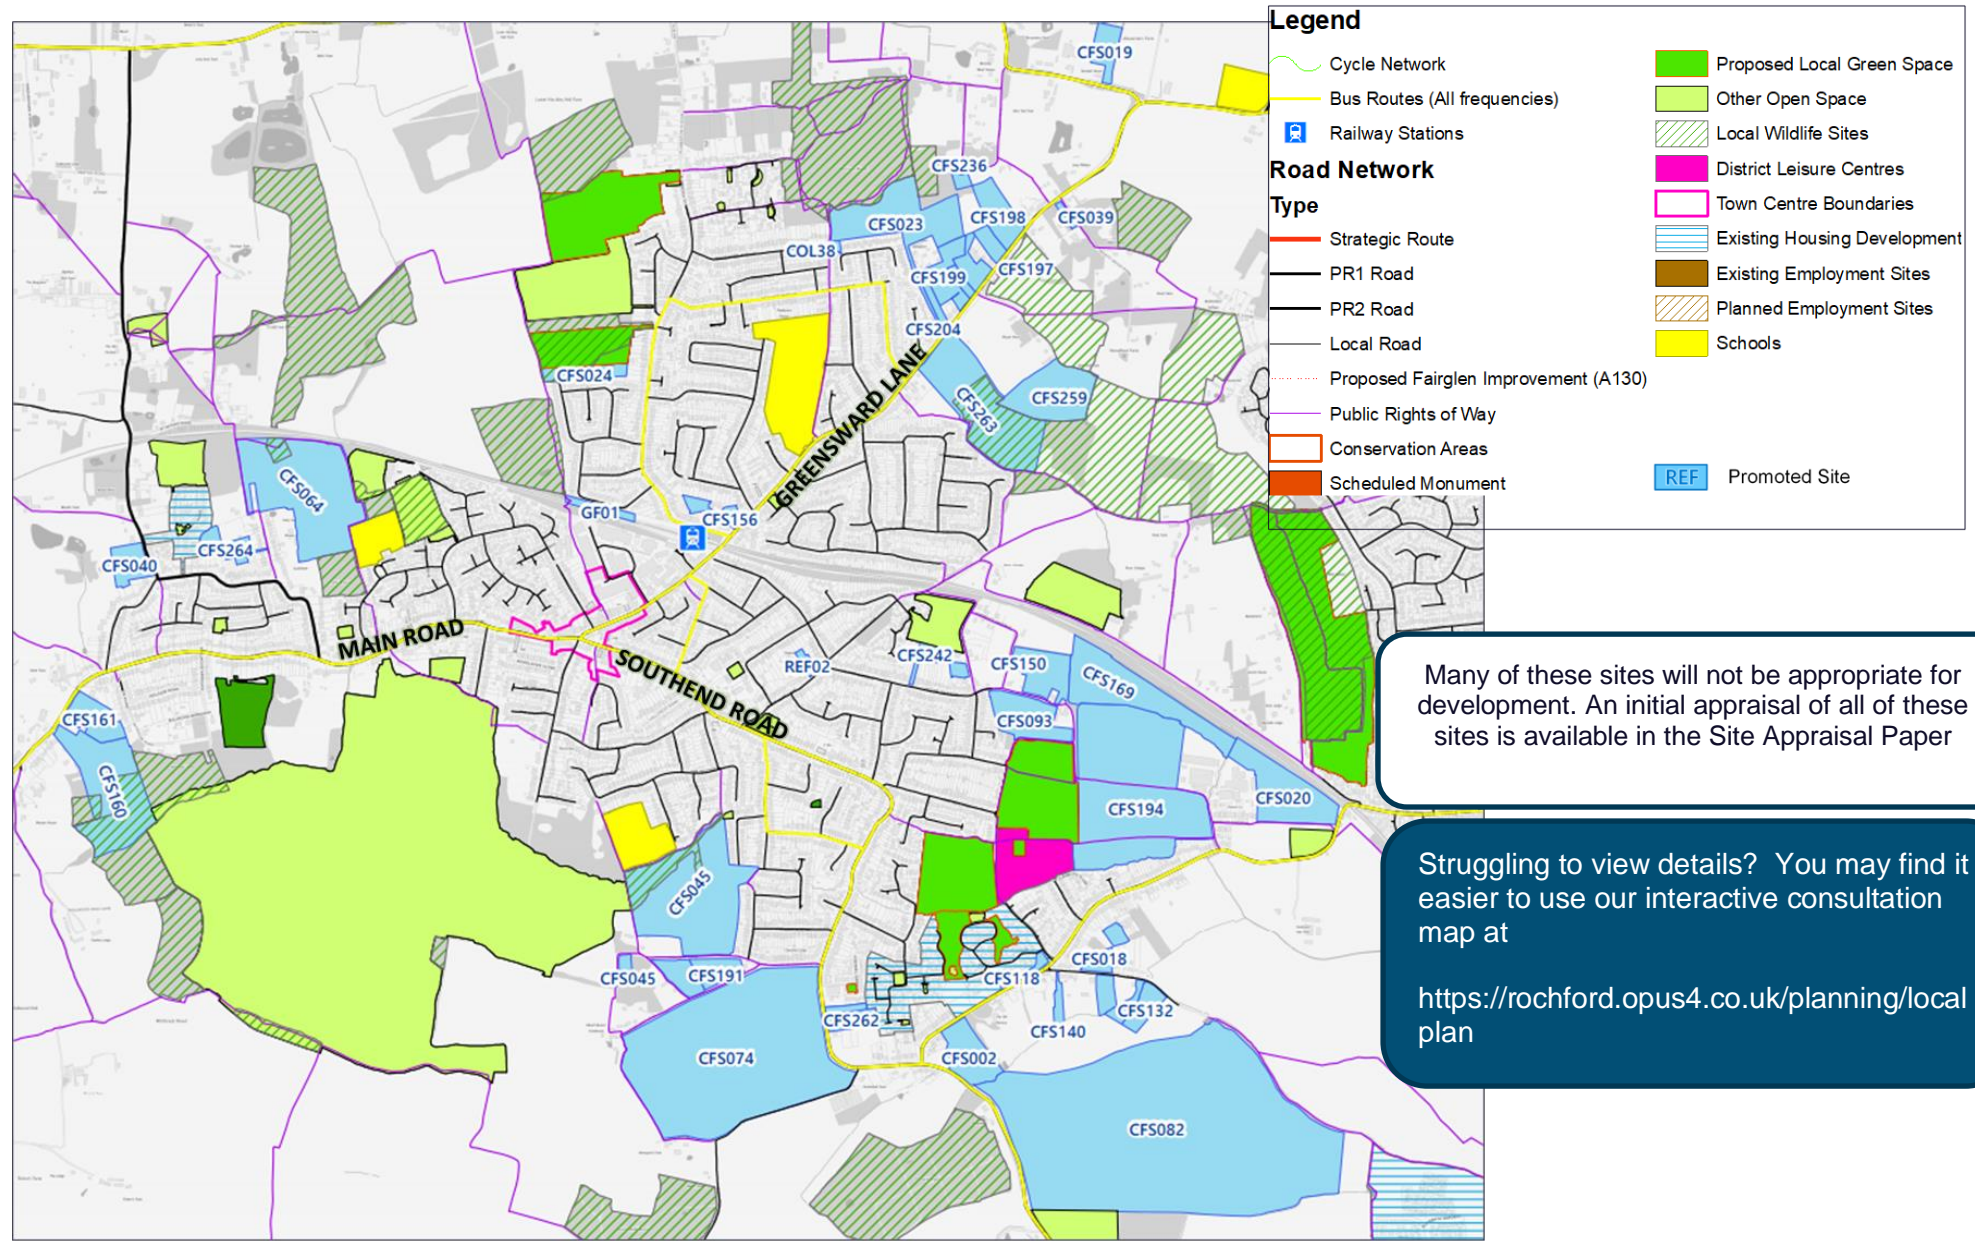 Legend
Cycle Network
Bus Routes (All frequencies)
Railway Stations
Road Network
Type
Strategic Route
PR1 Road
PR2 Road
Local Road
Proposed Fairglen Improvement (A130)
Public Rights of Way
Conservation Areas
Scheduled Monument
Proposed Local Green Space
Other Open Space
Local Wildlife Sites
District Leisure Centres
Town Centre Boundaries
Existing Housing Development
Existing Employment Sites
Planned Employment Sites
Schools
REF Promoted Site
CFS019
CFS236
CFS198
CFS039
CFS023
COL38
CFS199
CFS197
CFS204
CFS024
CFS259
CFS263
GREENSWARD LANE
CFS064
GF01
CFS156
CFS264
CFS040
MAIN ROAD
SOUTHEND ROAD
REF02
CFS242
CFS150
CFS169
CFS093
CFS161
CFS160
CFS194
CFS020
CFS045
CFS045
CFS191
CFS118
CFS018
CFS132
CFS140
CFS262
CFS002
CFS074
CFS082
Many of these sites will not be appropriate for
development. An initial appraisal of all of these
sites is available in the Site Appraisal Paper
Struggling to view details? You may find it
easier to use our interactive consultation
map at
https://rochford.opus4.co.uk/planning/local
plan